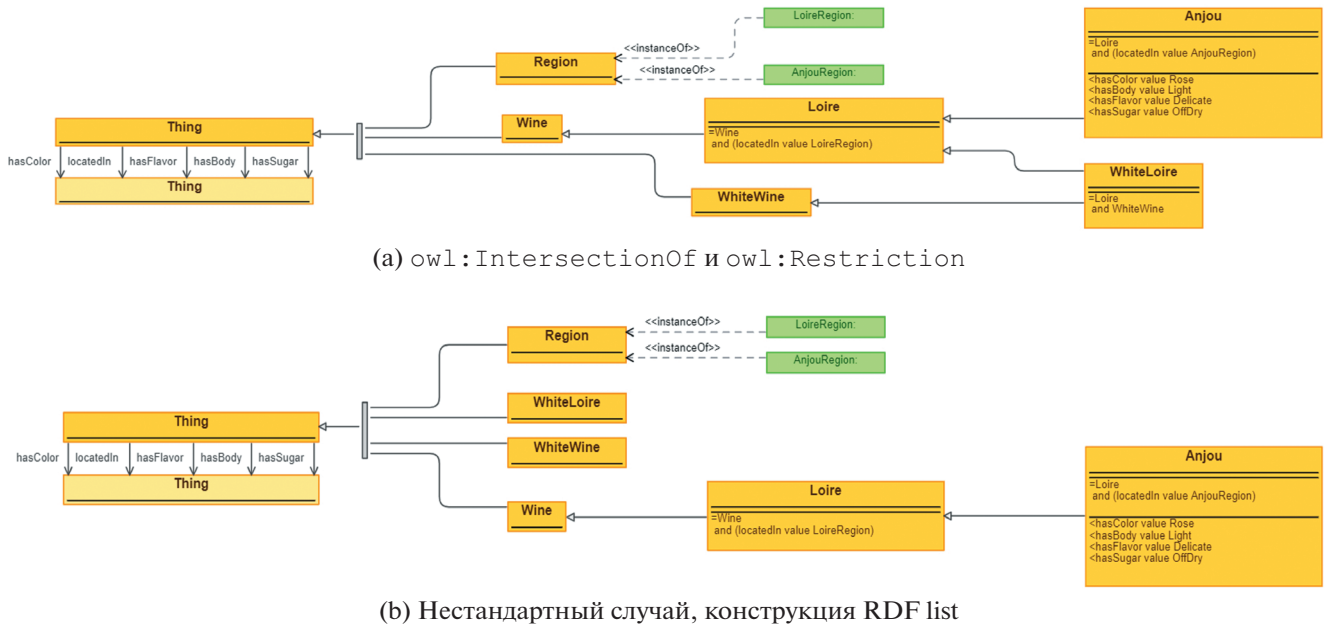 LoireRegion:
<<instanceOf>>
Region
<<instanceOf>>
AnjouRegion:
Anjou
=Loire
and (locatedIn value AnjouRegion)
<hasColor value Rose
<hasBody value Light
<hasFlavor value Delicate
<hasSugar value OffDry
Loire
=Wine
and (locatedIn value LoireRegion)
Wine
Thing
hasColor locatedIn hasFlavor hasBody hasSugar
Thing
WhiteWine
WhiteLoire
=Loire
and WhiteWine
(a) owl:IntersectionOf и owl:Restriction
<<instanceOf>>
LoireRegion:
Region
<<instanceOf>>
AnjouRegion:
WhiteLoire
Thing
WhiteWine
hasColor locatedIn hasFlavor hasBody hasSugar
Thing
Wine
Loire
=Wine
and (locatedIn value LoireRegion)
Anjou
=Loire
and (locatedIn value AnjouRegion)
<hasColor value Rose
<hasBody value Light
<hasFlavor value Delicate
<hasSugar value OffDry
(b) Нестандартный случай, конструкция RDF list